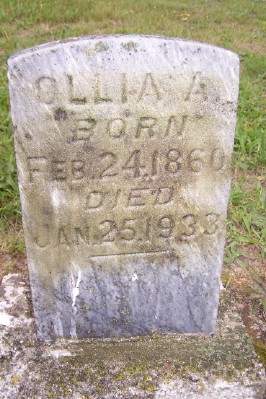 OLLIA A
BORN
FEB. 24. 1860
DIED
JAN. 25. 1933